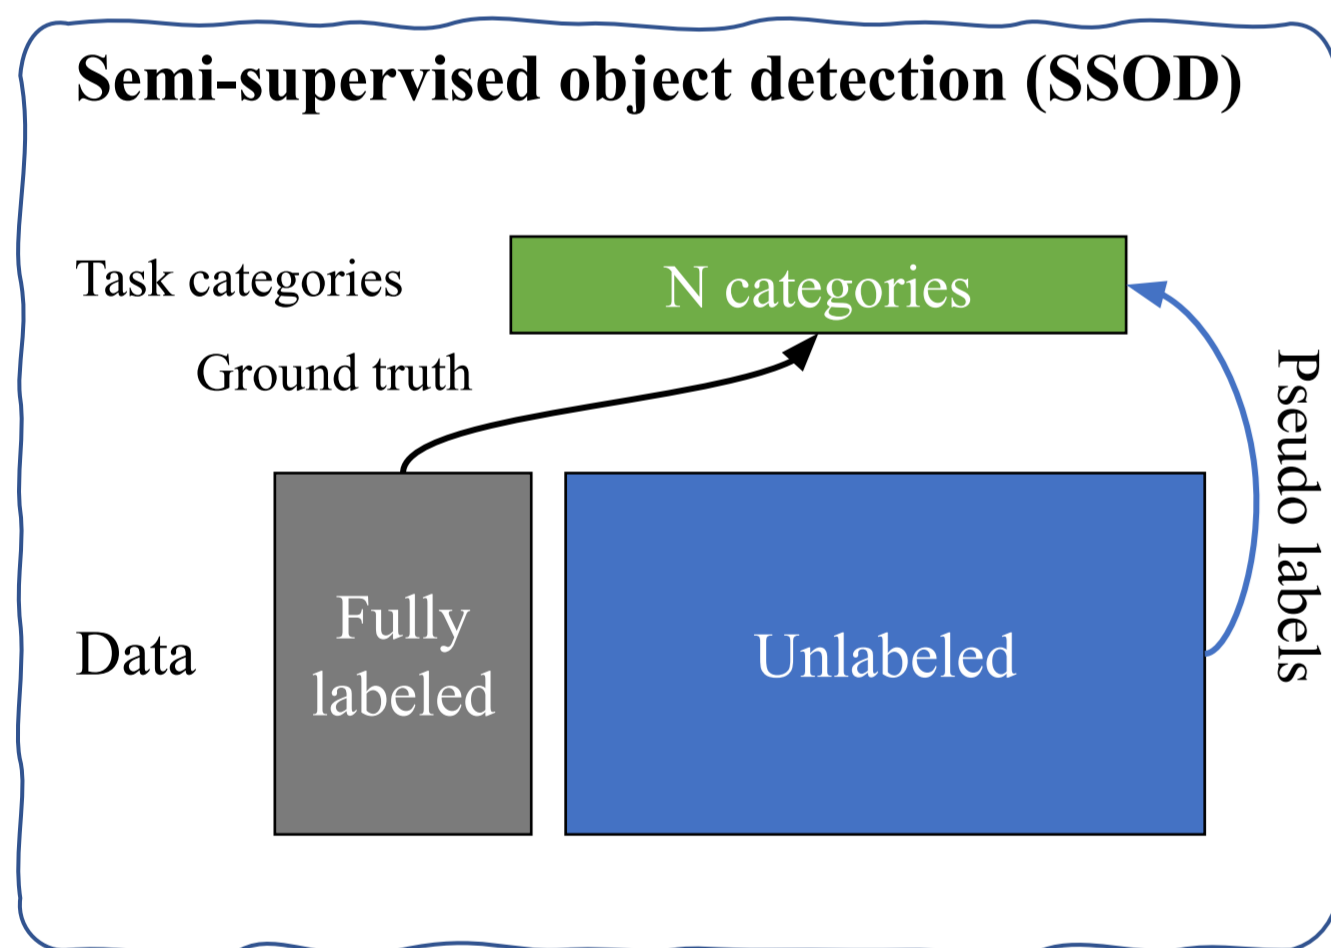 Semi-supervised object detection (SSOD)
Task categories
N categories
Ground truth
Pseudo labels
Data
Fully
labeled
Unlabeled